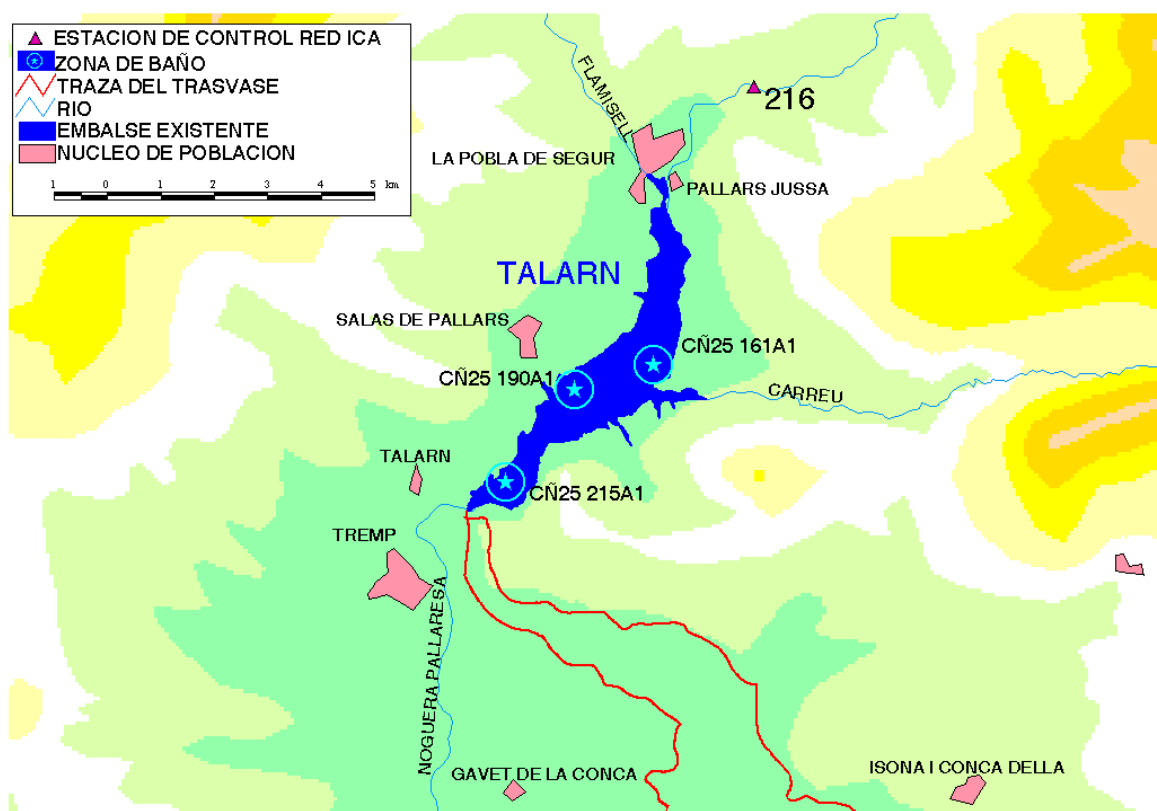 ESTACION DE CONTROL RED ICA
ZONA DE BAÑO
TRAZA DEL TRASVASE
RIO
EMBALSE EXISTENTE
NUCLEO DE POBLACION
1 0 1 2 3 4 5 km
FLAMISELL
216
LA POBLA DE SEGUR
PALLARS JUSSA
TALARN
SALAS DE PALLARS
CÑ25 161A1
CÑ25 190A1
CARREU
TALARN
CÑ25 215A1
TREMP
NOGUERA PALLARESA
GAVET DE LA CONCA
ISONA I CONCA DELLA